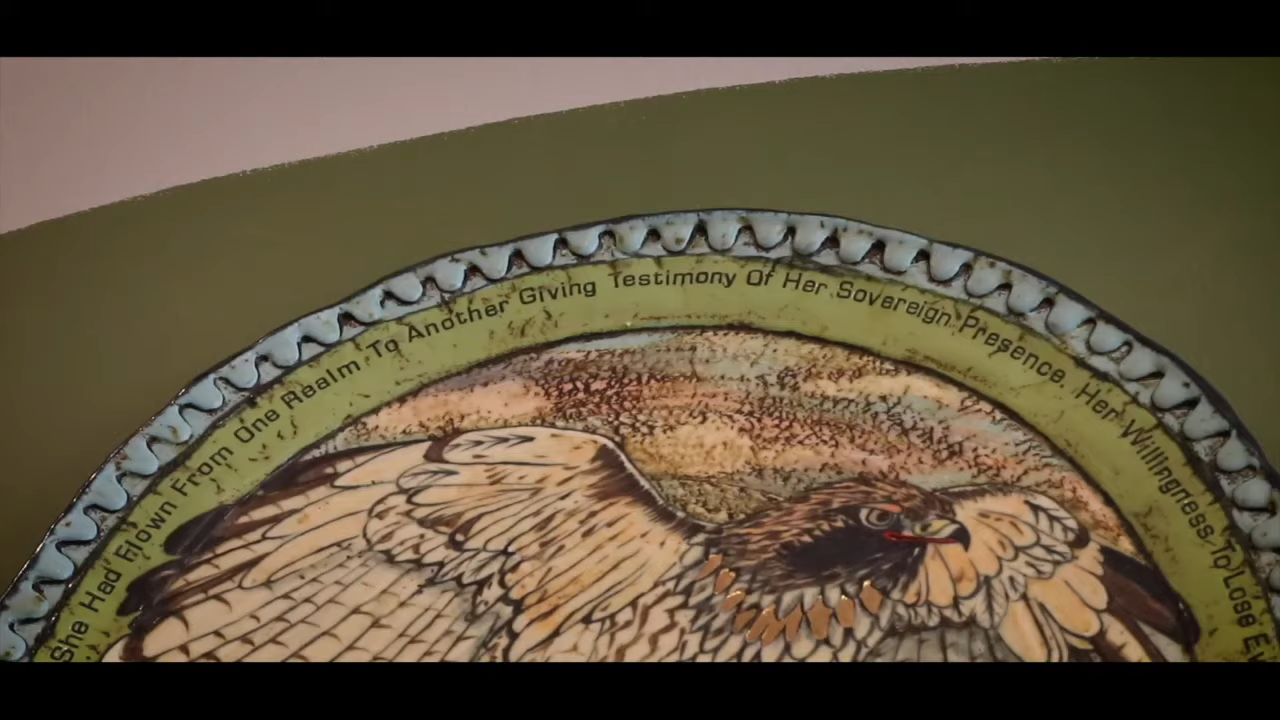 She Had Flown From One Realm To Another Giving Testimony Of Her Sovereign Presence. Her Willingness To Lose